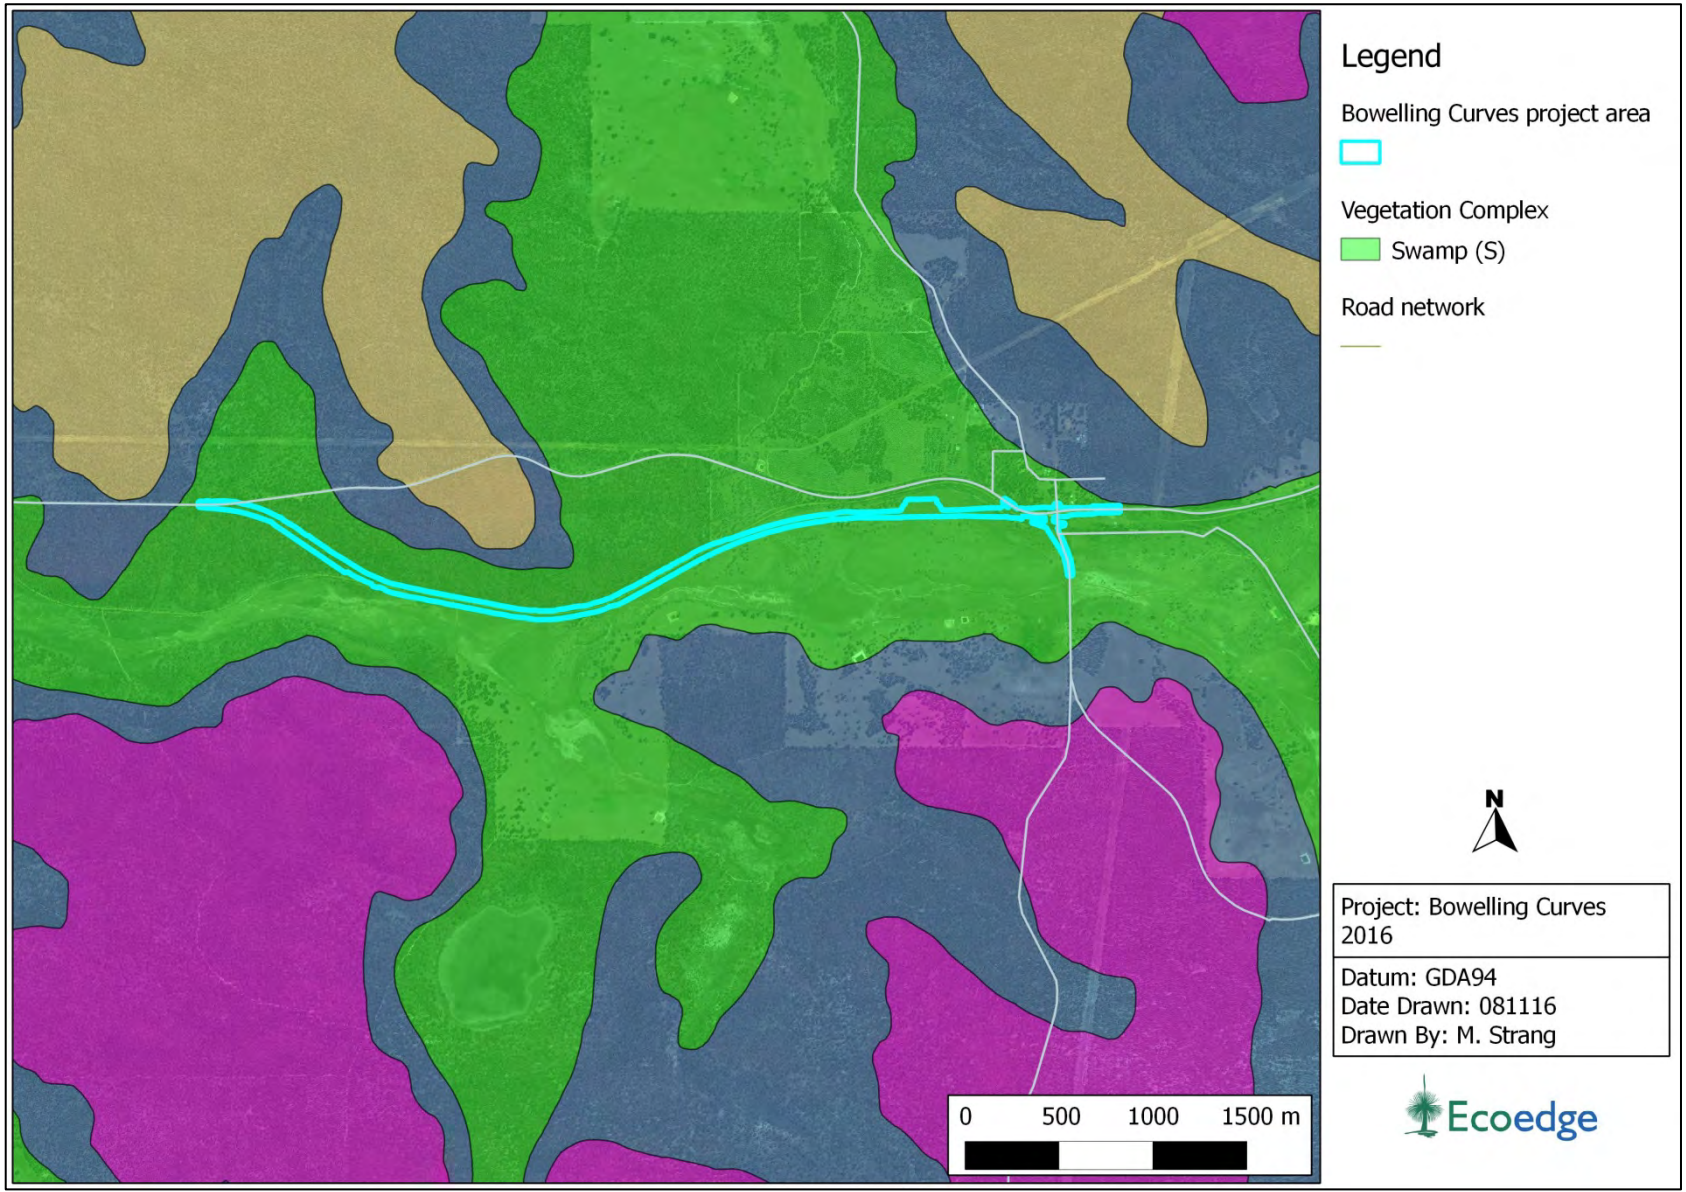 Legend
Bowelling Curves project area
Vegetation Complex
Swamp (S)
Road network
N
Project: Bowelling Curves
2016
Datum: GDA94
Date Drawn: 081116
Drawn By: M. Strang
0 500 1000 1500 m
Ecoedge